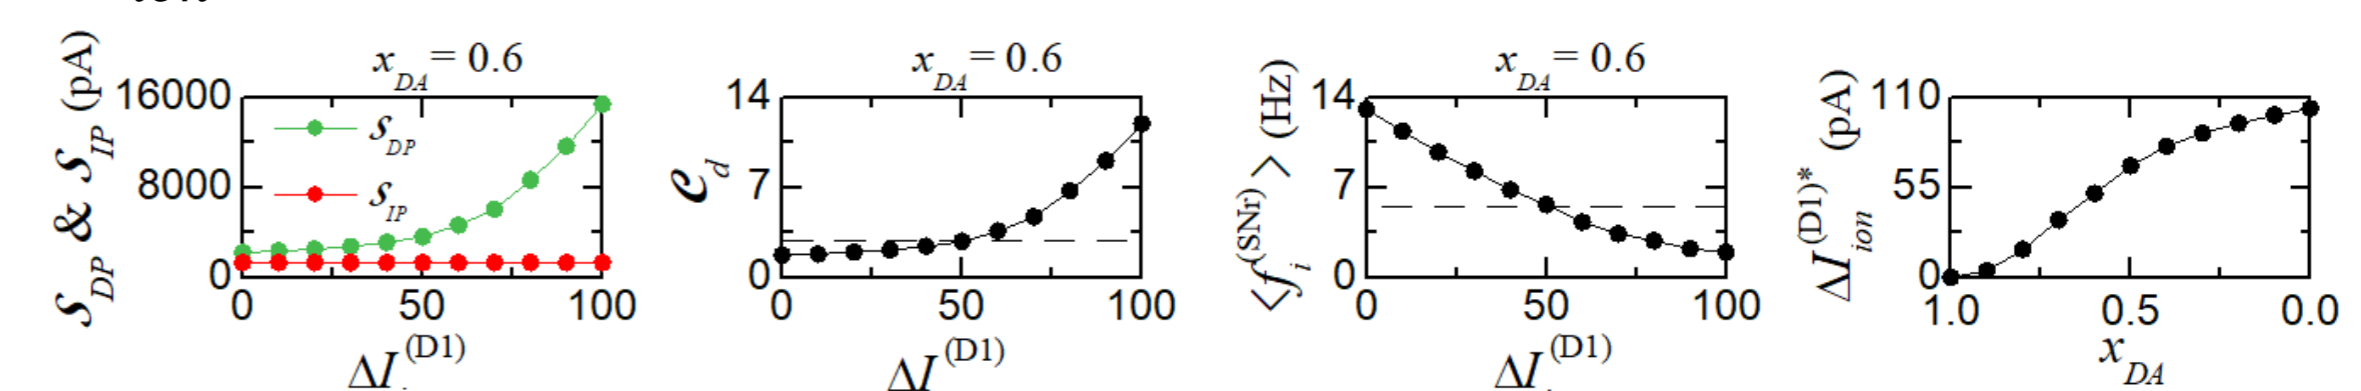 x_DA = 0.6
S_DP & S_IP (pA)
16000
8000
0
S_DP
S_IP
0 50 100
ΔI^(D1)
x_DA = 0.6
C_d
14
7
0
0 50 100
ΔI^(D1)
x_DA = 0.6
<f_i^(SNr)> (Hz)
14
7
0
0 50 100
ΔI^(D1)
ΔI_ion^(D1)* (pA)
110
55
0
1.0 0.5 0.0
x_DA